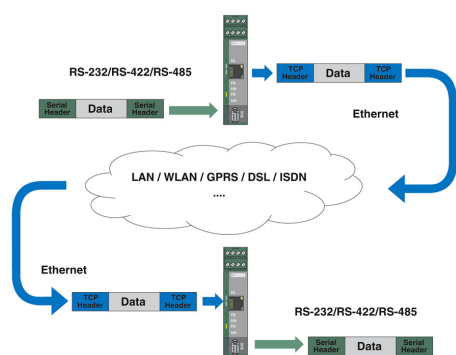 RS-232/RS-422/RS-485
TCP Header Data TCP Header
Serial Header Data Serial Header
Ethernet
LAN / WLAN / GPRS / DSL / ISDN
....
Ethernet
TCP Header Data TCP Header
RS-232/RS-422/RS-485
Serial Header Data Serial Header